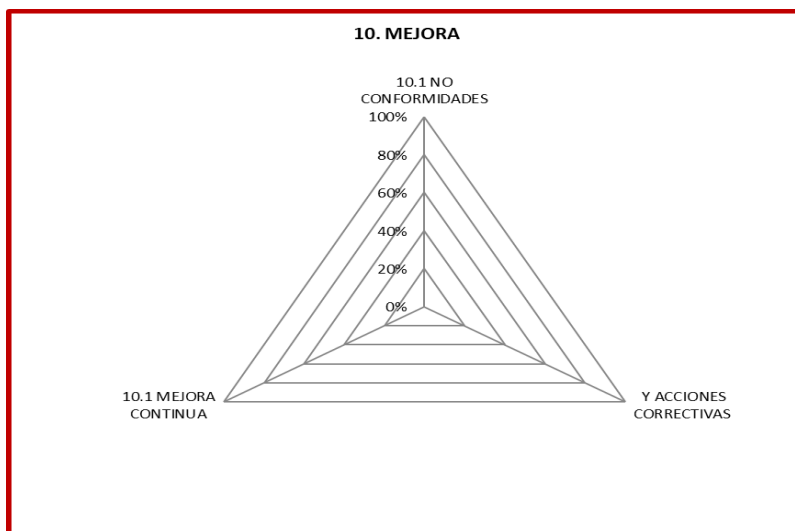 10. MEJORA
10.1 NO
CONFORMIDADES
100%
80%
60%
40%
20%
0%
10.1 MEJORA
CONTINUA
Y ACCIONES
CORRECTIVAS